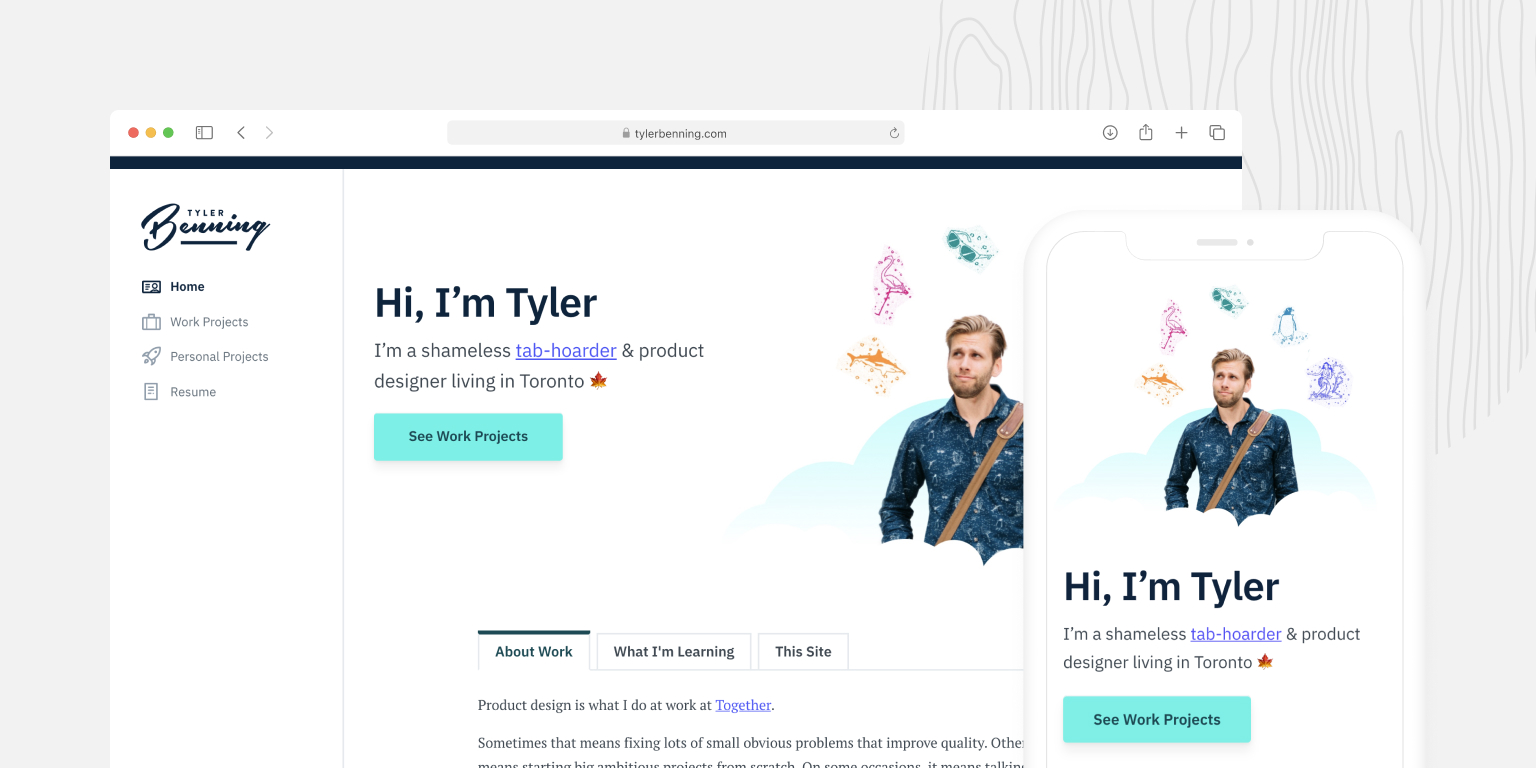 tylerbenning.com
TYLER
Benning
Home
Work Projects
Personal Projects
Resume
Hi, I’m Tyler
I’m a shameless tab-hoarder & product
designer living in Toronto 🍁
See Work Projects
About Work
What I'm Learning
This Site
Product design is what I do at work at Together.
Sometimes that means fixing lots of small obvious problems that improve quality. Other
means starting big ambitious projects from scratch. On some occasions, it means talking
Hi, I’m Tyler
I’m a shameless tab-hoarder & product
designer living in Toronto 🍁
See Work Projects